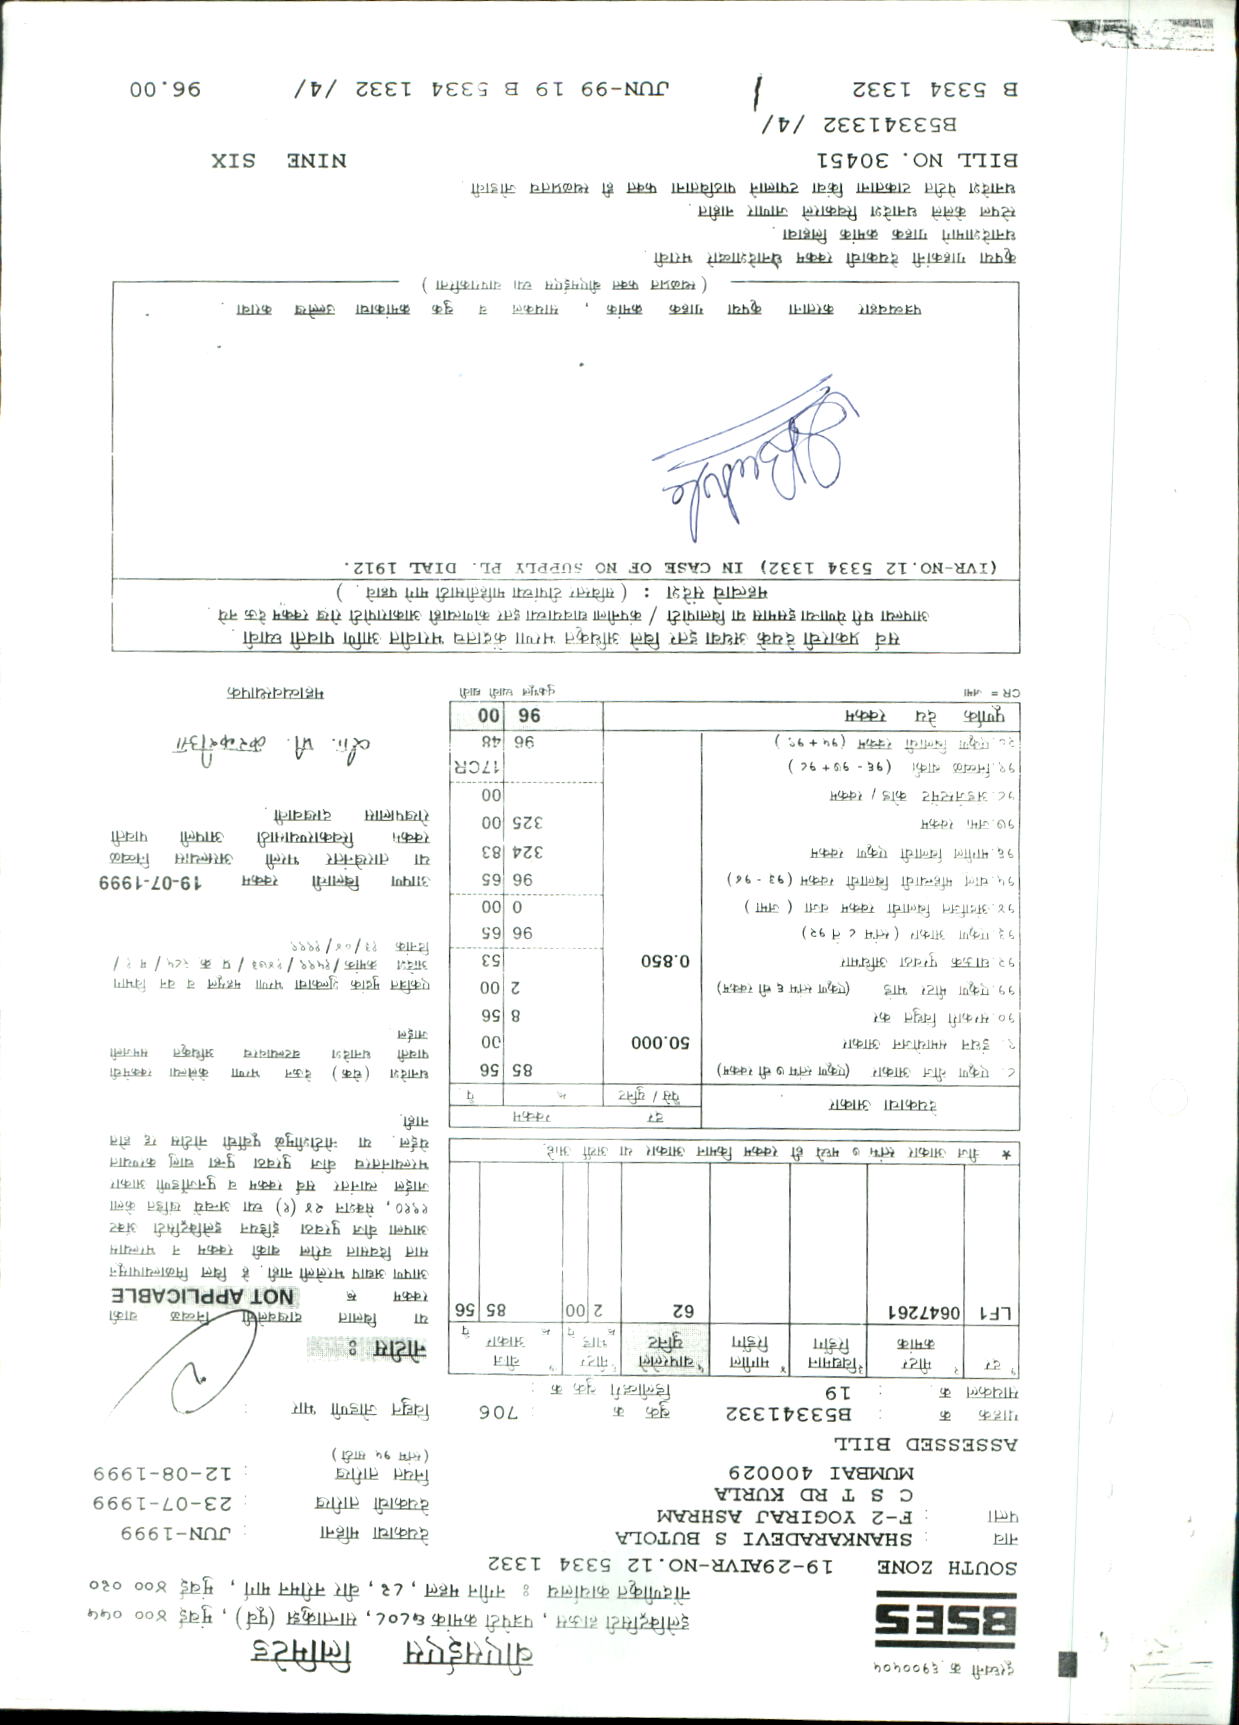 दूरध्वनी क्र ६१००५०५
BSES
बीएसईएस लिमिटेड
इलेक्ट्रिसिटी हाऊस , पत्रपेटी क्रमांक ६८०८, सान्ताक्रुझ (पूर्व) , मुंबई ४०० ०५५
नोंदणीकृत कार्यालय : नगीन महल , ८२ , वीर नरीमन मार्ग , मुंबई ४०० ०२०
SOUTH ZONE 19-29AIVR-NO.12 5334 1332
नाव : SHANKARADEVI S BUTOLA
पत्ता : F-2 YOGIRAJ ASHRAM
C S T RD KURLA
MUMBAI 400029
देयकाचा महिना : JUN-1999
देयकाची तारीख : 23-07-1999
नियत तारीख : 12-08-1999
(स्तंभ १५ साठी)
ASSESSED BILL
ग्राहक क्र : B53341332 बुक क्र : 706
सायकल क्र : 19 डिलीव्हरी बुक क्र :
विद्युत जोडणी भार :
2
१ दर २ मीटर क्रमांक ३ विद्यमान रिडींग ४ मागील रिडींग ५ वापरलेले युनिट ६ मीटर भाडे रू पै ७ वीज आकार रू पै
LF1 0647261 62 2 00 85 56
* वीज आकार स्तंभ ७ मध्ये ही रक्कम किमान आकार या अर्थी आहे.
देयकाचा आकार दर पैसे / युनिट रक्कम रू पै
८. एकूण वीज आकार (एकूण स्तंभ ७ ची रक्कम) 85 56
९. इंधन समायोजन आकार 50.000 00
१०.सरकारी विद्युत कर 8 56
११.एकूण मीटर भाडे (एकूण स्तंभ ६ ची रक्कम) 2 00
१२.घाऊक पुरवठा अधिभार 0.850 53
१३.एकूण आकार (स्तंभ ८ ते १२) 96 65
१४.अंदाजित बिलाची रक्कम वजा ( जमा ) 0 00
१५.चालू महिन्याची बिलाची रक्कम (१३ - १४) 96 65
१६.मागील बिलाची एकूण रक्कम 324 83
१७.जमा रक्कम 325 00
१८.अॅडजेस्टमेंट कोड / रक्कम 00
१९.निव्वळ बाकी (१६ - १७ + १८) 17CR
२०.एकूण बिलाची रक्कम (१५ + १९) 96 48
पूर्णांक देय रक्कम 96 00
CR = जमा चुकभूल घ्यावी द्यावी
नोटीस :
या बिलात दाखवलेली निव्वळ बाकी
रक्कम रू NOT APPLICABLE
आपण अद्याप भरलेली नाही. हे बिल मिळाल्यापासून
सात दिवसात वरील बाकी रक्कम न भरल्यास
आपला वीज पुरवठा इंडियन इलेक्ट्रिसिटी अॅक्ट
१९१०, सेक्शन २४ (१) च्या अन्वये खंडित केला
जाईल त्यानंतर सर्व रक्कम व पुनर्जोडणी आकार
भरल्यानंतरच वीज पुरवठा पुन्हा चालू करण्यात
येईल. या नोटीशीमुळे पूर्वीची नोटीस रद्द होत
नाही.
धनादेश (चेक) देऊन भरणा केलेल्या रक्कमेची
पावती धनादेश वटल्यावरच अधिकृत समजली
जाईल
एकत्रित मुद्रांक शुल्काचा भरणा महसूल व वन विभाग
आदेश क्रमांक/१५९९/१४७३/प्र क्र २८५/म १/
दिनांक १३/०४/१९९९
आपण बिलाची रक्कम 19-07-1999
या तारखेनंतर भरली असल्यास निव्वळ
रक्कम स्विकारण्यासाठी आपली पावती
रोखपालास दाखवावी.
महाव्यवस्थापक
सर्व प्रकारची देयके अथवा इतर बिले अधिकृत भरणा केंद्रातच भरावीत आणि पावती घ्यावी.
आपल्या घरी येणाऱ्या इसमास या बिलापोटी / कंपनीला द्यावयाच्या इतर कोणत्याही आकारापोटी रोख रक्कम देऊ नये.
महत्वाचे संदेश : ( सविस्तर टीपांच्या माहितीसाठी मागे पहावे. )
(IVR-NO.12 5334 1332) IN CASE OF NO SUPPLY PL. DIAL 1912.
SButola
पत्रव्यवहार करताना कृपया ग्राहक क्रमांक , सायकल व बुक क्रमांकाचा उल्लेख करावा.
( स्थळप्रत फक्त बीएसईएस च्या वापराकरिता )
कृपया ग्राहकांनी देयकाची रक्कम धनादेशाव्दारे भरावी.
धनादेशामागे ग्राहक क्रमांक लिहावा.
स्टेपल केलेले धनादेश स्विकारले जाणार नाहीत.
धनादेश पेटीत टाकताना किंवा टपालाने पाठविताना फक्त ही स्थळप्रतच जोडावी.
BILL NO. 30451 NINE SIX
B53341332 /4/
B 5334 1332 JUN-99 19 B 5334 1332 /4/ 96.00